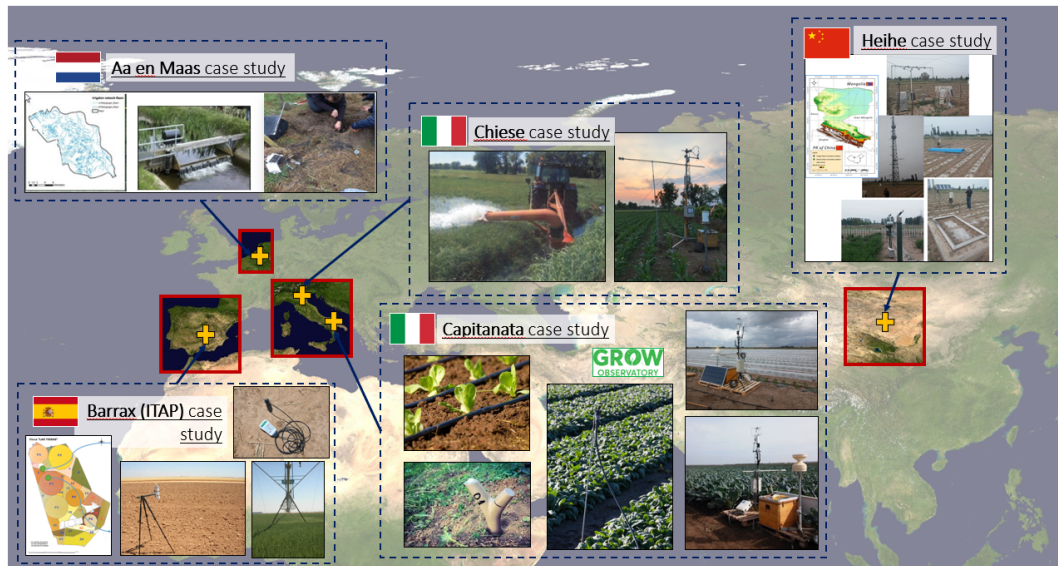 Aa en Maas case study
Heihe case study
Chiese case study
Capitanata case study
GROW
OBSERVATORY
Barrax (ITAP) case
study
Mongolia